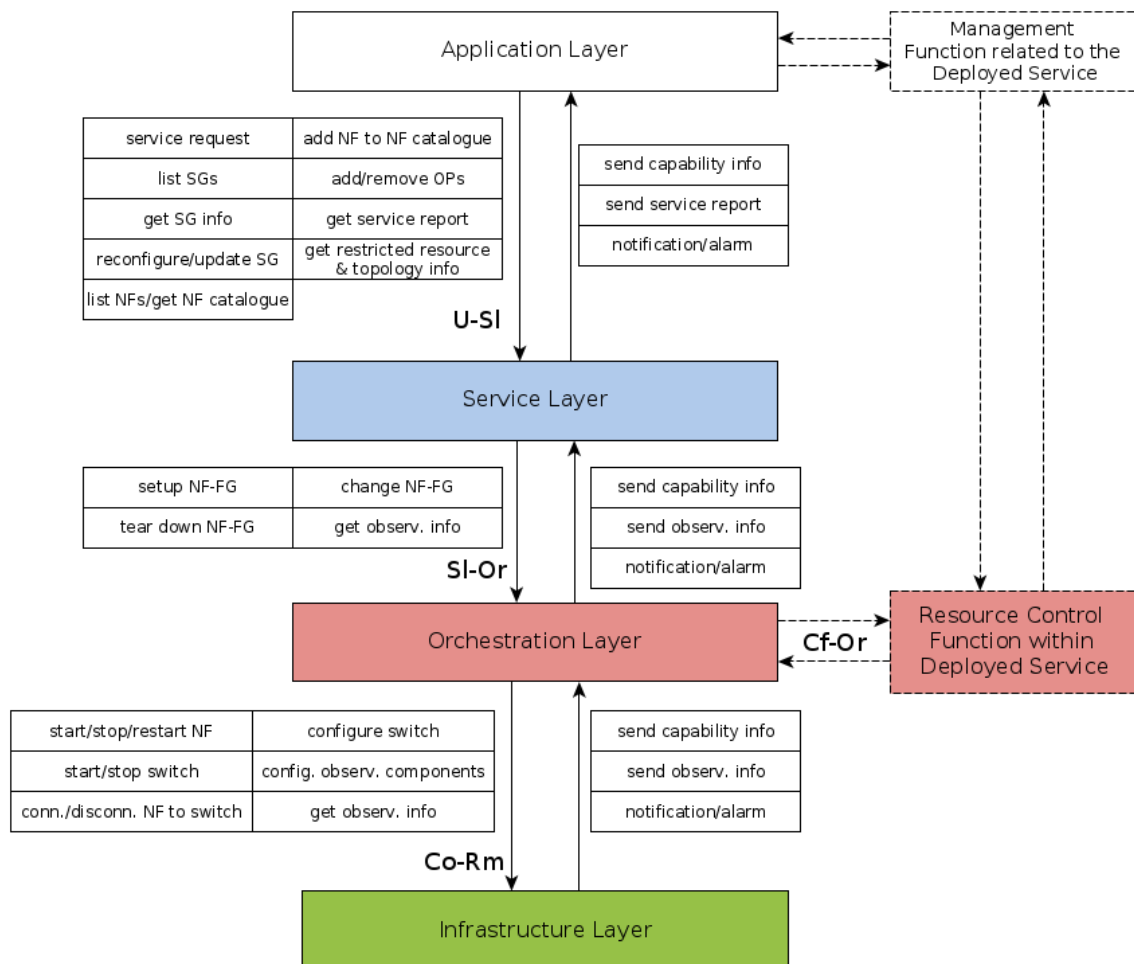 Application Layer
Management
Function related to the
Deployed Service
service request
add NF to NF catalogue
list SGs
add/remove OPs
get SG info
get service report
reconfigure/update SG
get restricted resource
& topology info
list NFs/get NF catalogue
send capability info
send service report
notification/alarm
U-Sl
Service Layer
setup NF-FG
change NF-FG
tear down NF-FG
get observ. info
send capability info
send observ. info
notification/alarm
Sl-Or
Orchestration Layer
Cf-Or
Resource Control
Function within
Deployed Service
start/stop/restart NF
configure switch
start/stop switch
config. observ. components
conn./disconn. NF to switch
get observ. info
send capability info
send observ. info
notification/alarm
Co-Rm
Infrastructure Layer